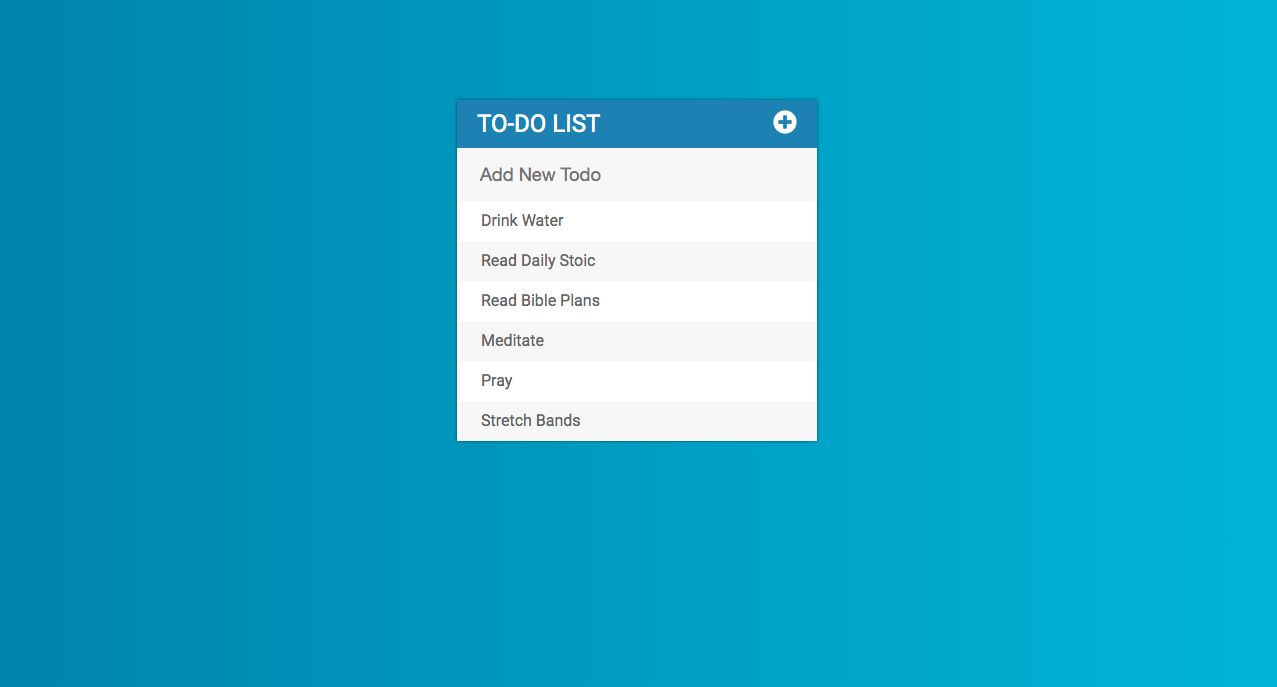 TO-DO LIST
Add New Todo
Drink Water
Read Daily Stoic
Read Bible Plans
Meditate
Pray
Stretch Bands